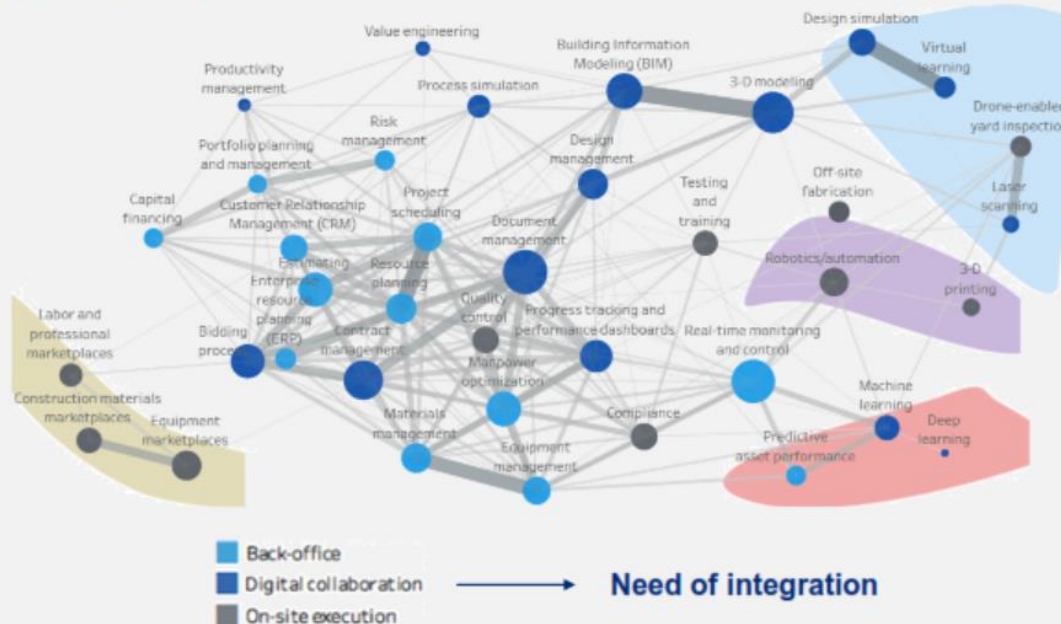 Design simulation
Value engineering
Building Information
Modeling (BIM)
Virtual
learning
Productivity
management
Process simulation
3-D modeling
Drone-enabled
yard inspection
Risk
management
Design
management
Portfolio planning
and management
Off-site
fabrication
Testing
and
training
Laser
scanning
Capital
financing
Customer Relationship
Management (CRM)
Project
scheduling
Document
management
Estimating
Enterprise
resource
planning
(ERP)
Resource
planning
Robotics/automation
3-D
printing
Quality
control
Progress tracking and
performance dashboards
Real-time monitoring
and control
Labor and
professional
marketplaces
Bidding
process
Contract
management
Manpower
optimization
Construction materials
marketplaces
Equipment
marketplaces
Materials
management
Compliance
Machine
learning
Deep
learning
Equipment
management
Predictive
asset performance
Back-office
Digital collaboration
Need of integration
On-site execution